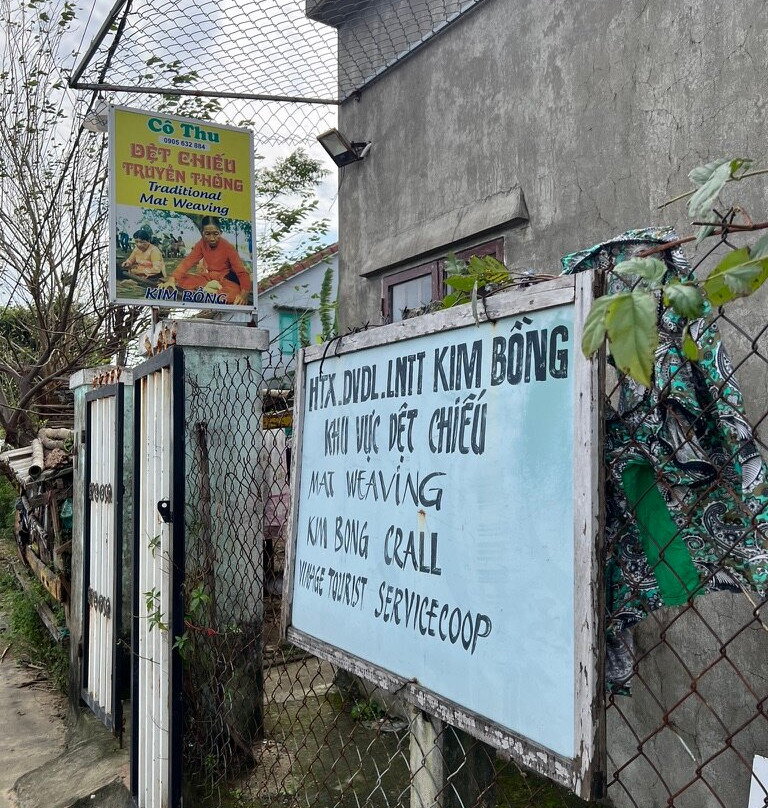 Cô Thu
0905 632 884
DỆT CHIẾU
TRUYỀN THỐNG
Traditional
Mat Weaving
KIM BỒNG
HTX.DVDL.LNTT KIM BỒNG
KHU VỰC DỆT CHIẾU
MAT WEAVING
KIM BONG CRALL
VINAGE TOURIST SERVICECOOP